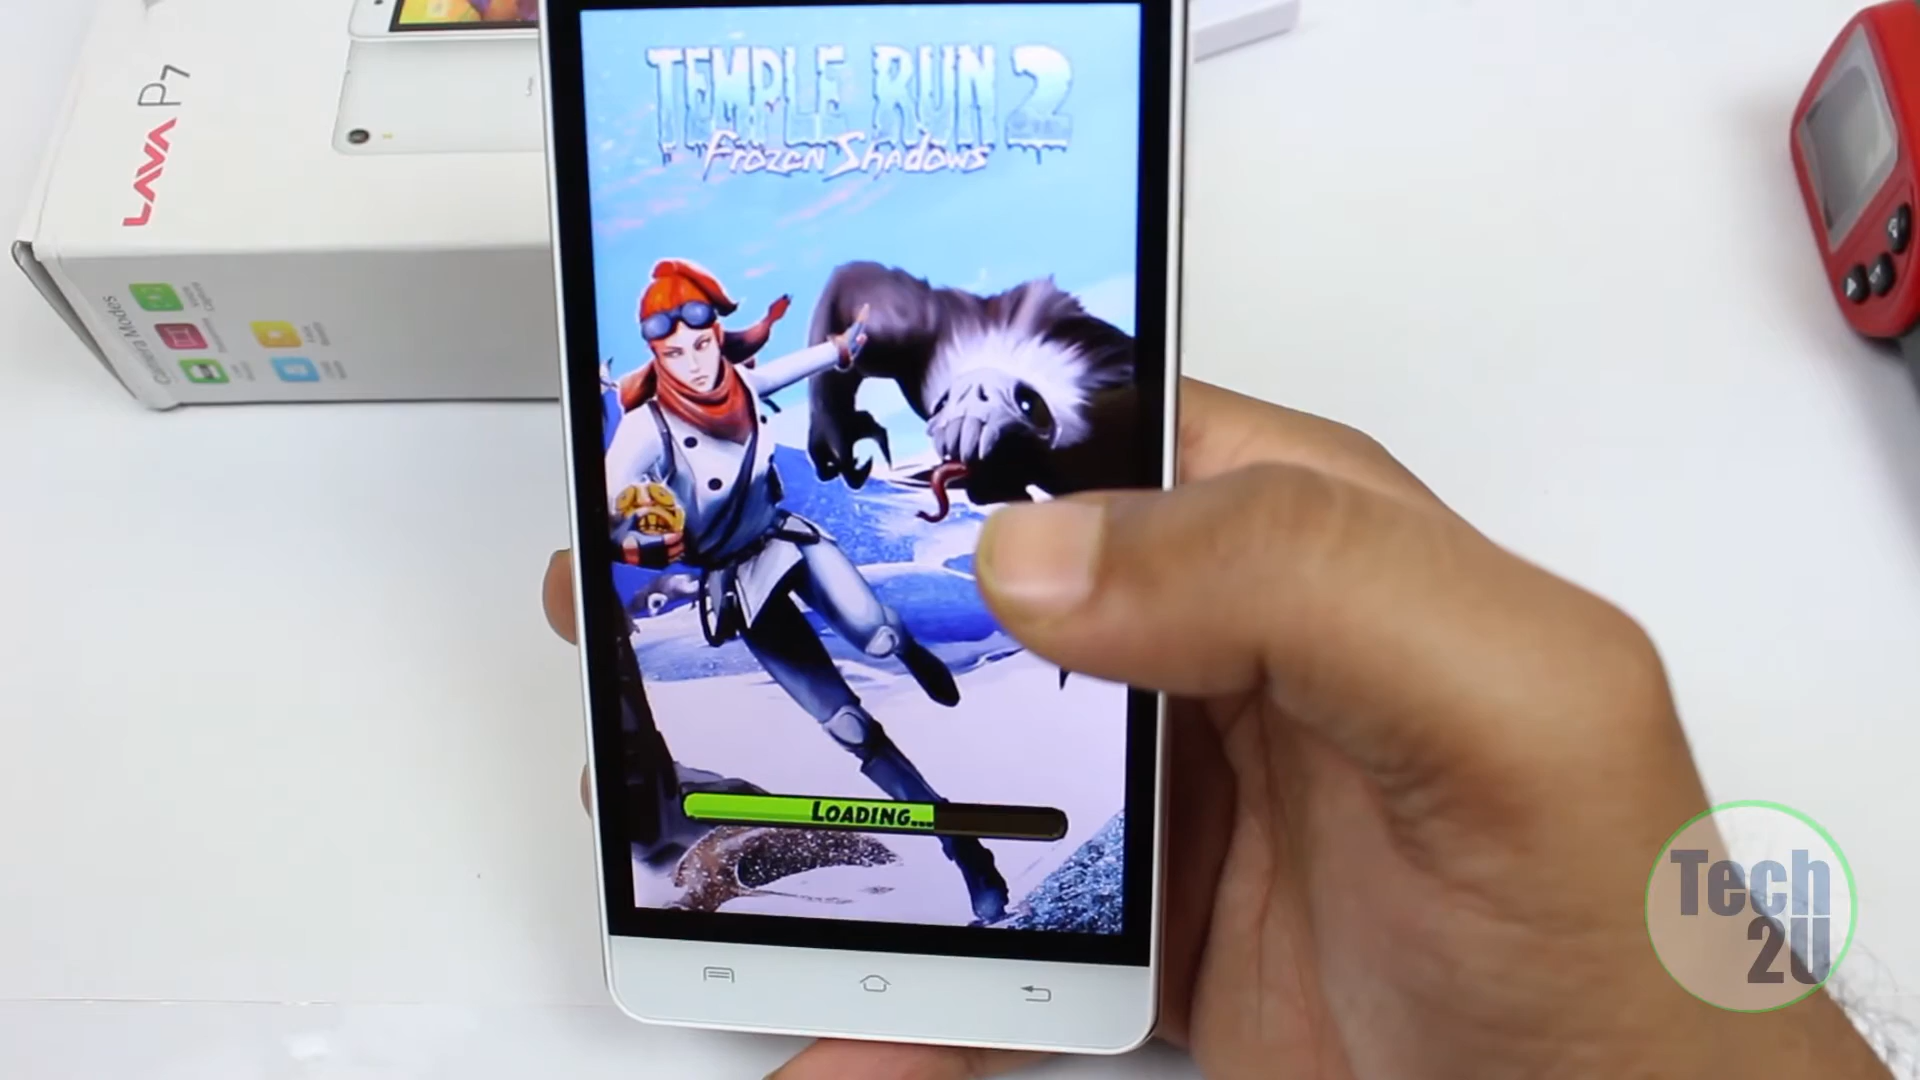 LAVA P7
Camera Modes
TEMPLE RUN 2
Frozen Shadows
LOADING...
Tech
2U